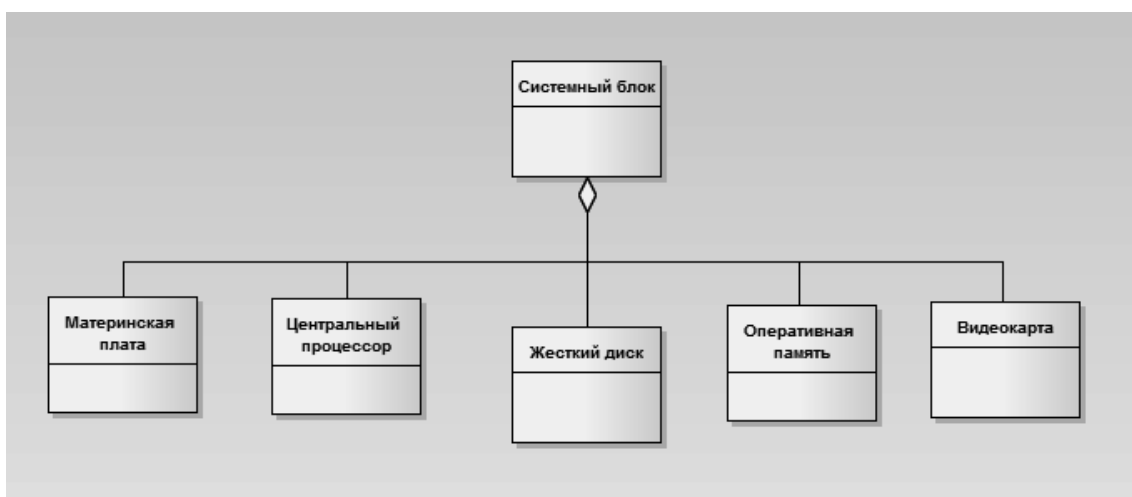 Системный блок
Материнская
плата
Центральный
процессор
Жесткий диск
Оперативная
память
Видеокарта